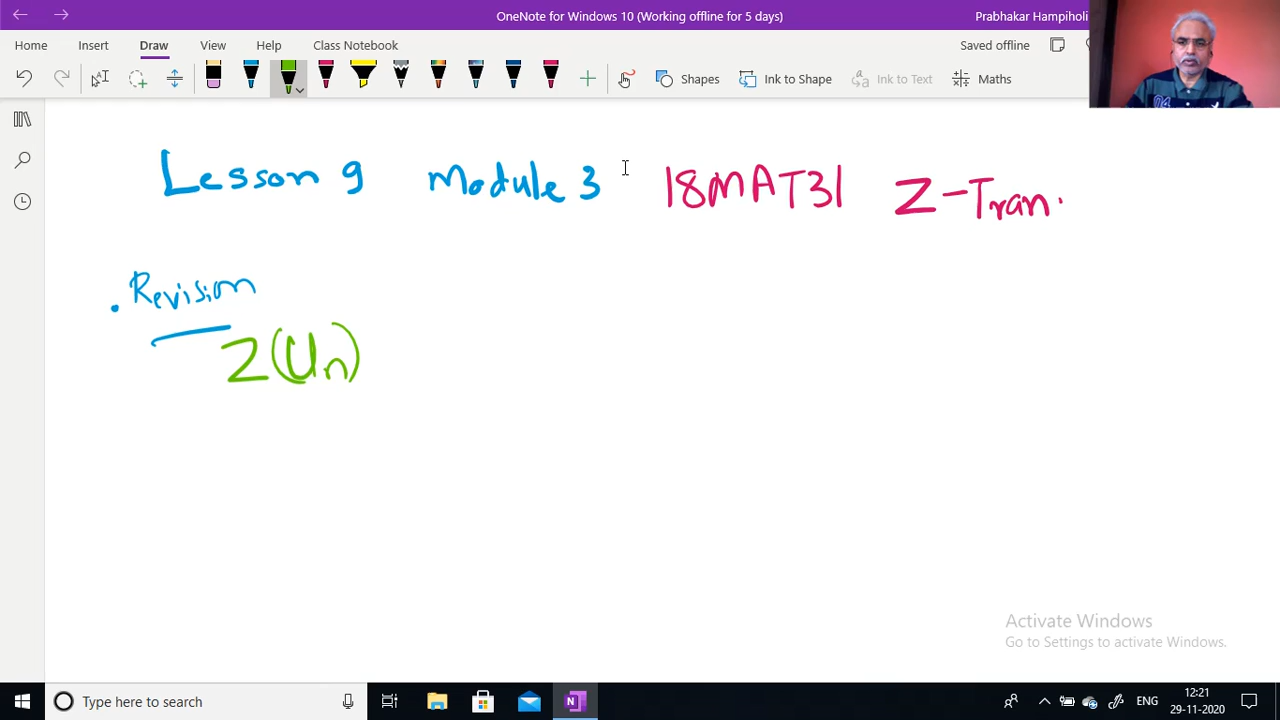 OneNote for Windows 10 (Working offline for 5 days)
Prabhakar Hampiholi
Home Insert Draw View Help Class Notebook Saved offline
Shapes Ink to Shape Ink to Text Maths
Lesson 9 Module 3 18MAT31 Z-Tran.
. Revision
Z(Un)
Activate Windows
Go to Settings to activate Windows.
Type here to search ENG 12:21
29-11-2020